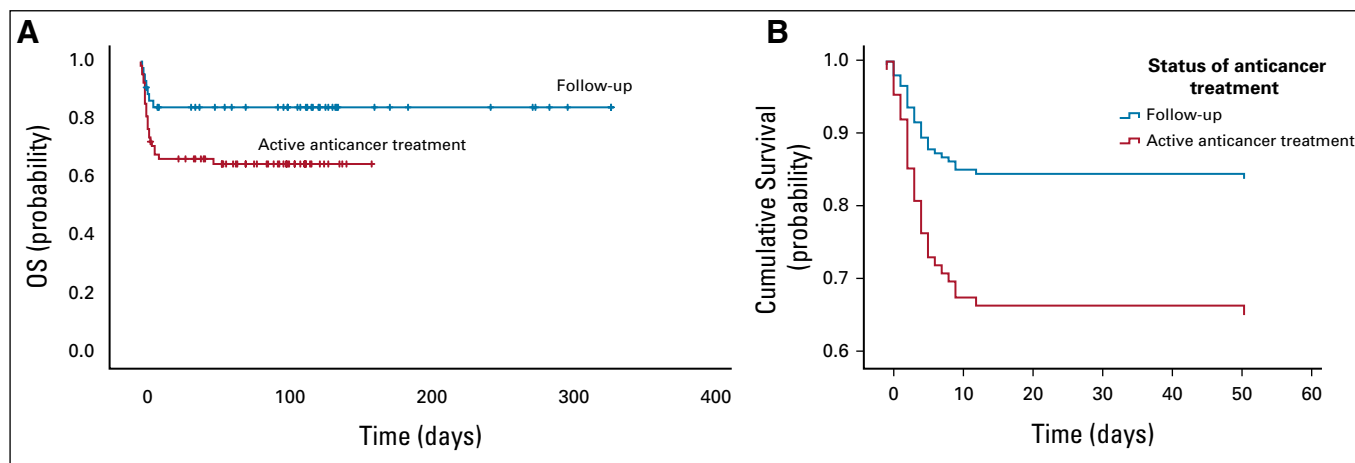 A
1.0
0.8
0.6
0.4
0.2
0.0
OS (probability)
Follow-up
Active anticancer treatment
0 100 200 300 400
Time (days)
B
1.0
0.9
0.8
0.7
0.6
Cumulative Survival
(probability)
Status of anticancer
treatment
Follow-up
Active anticancer treatment
0 10 20 30 40 50 60
Time (days)